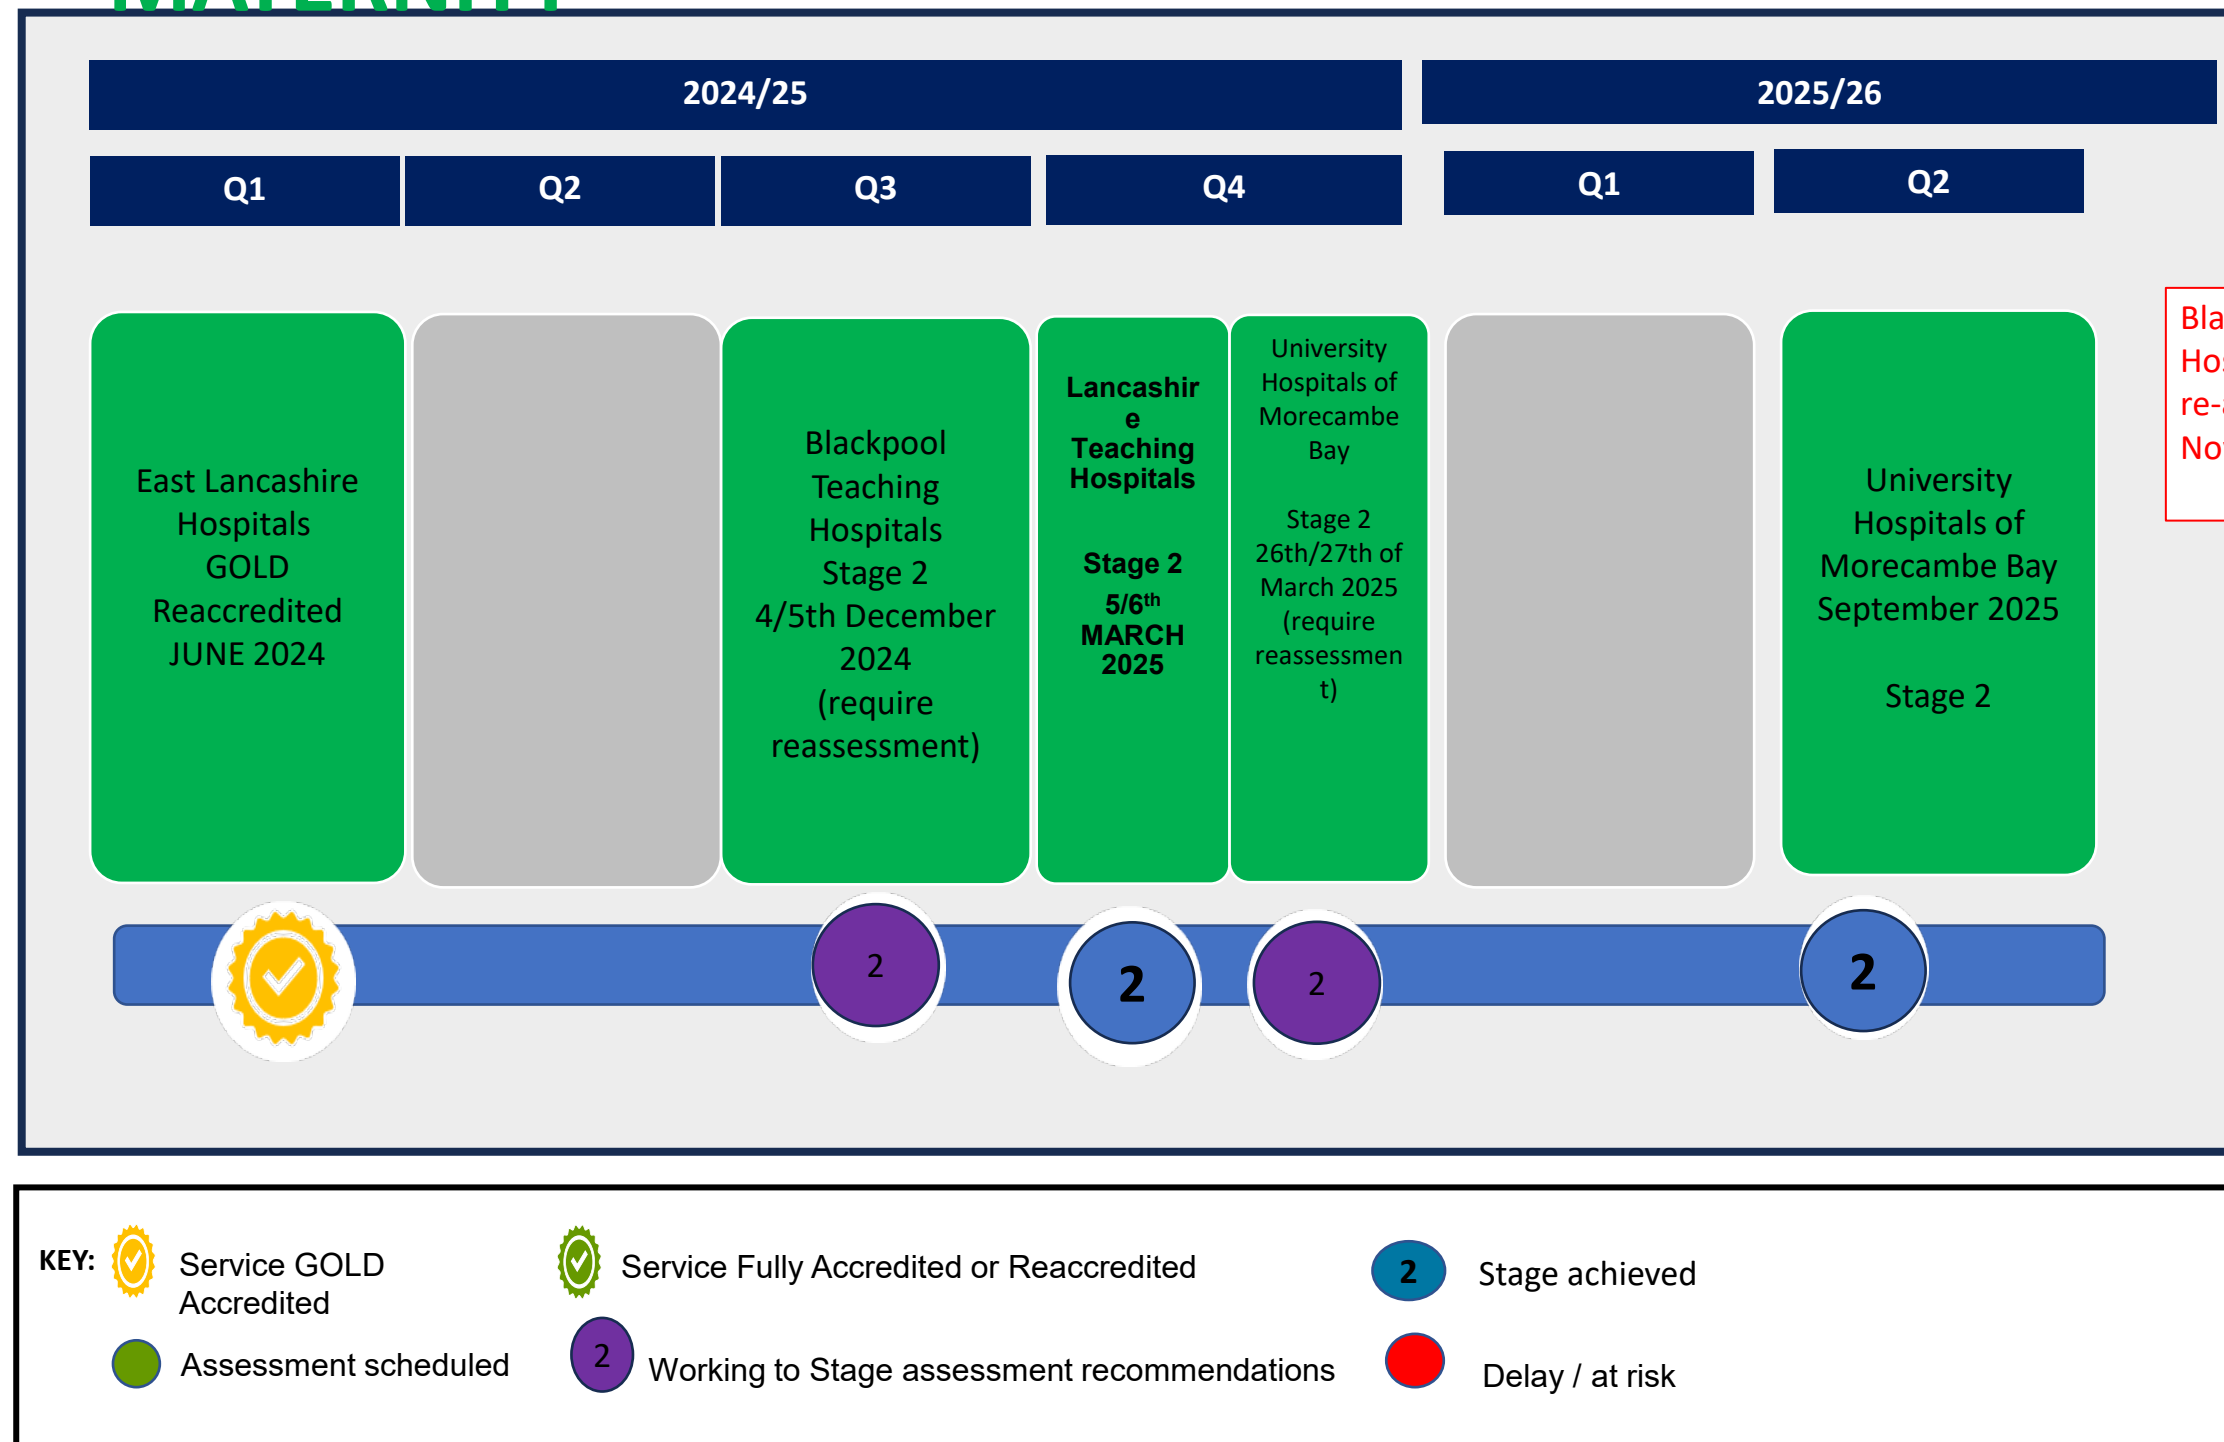 MATERNITY
2024/25
2025/26
Q1
Q2
Q3
Q4
Q1
Q2
East Lancashire
Hospitals
GOLD
Reaccredited
JUNE 2024
Blackpool
Teaching
Hospitals
Stage 2
4/5th December
2024
(require
reassessment)
Lancashir
e
Teaching
Hospitals
Stage 2
5/6th
MARCH
2025
University
Hospitals of
Morecambe
Bay
Stage 2
26th/27th of
March 2025
(require
reassessmen
t)
University
Hospitals of
Morecambe Bay
September 2025
Stage 2
2
2
2
2
KEY:
Service GOLD
Accredited
Service Fully Accredited or Reaccredited
2
Stage achieved
Assessment scheduled
2
Working to Stage assessment recommendations
Delay / at risk